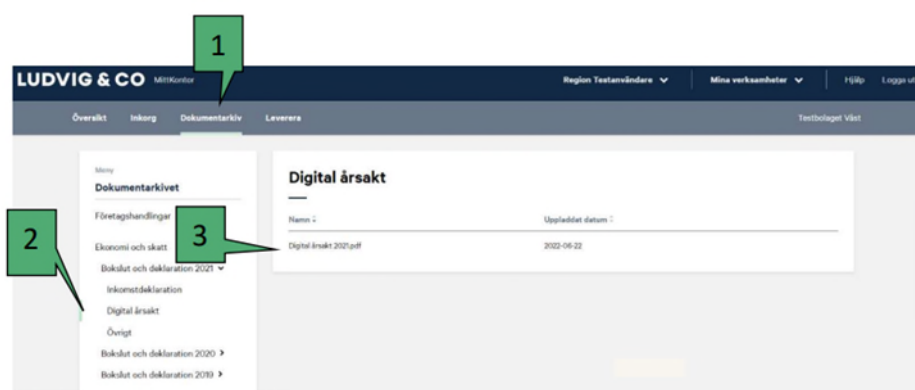 1
LUDVIG & CO MittKontor Region Testanvändare Mina verksamheter Hjälp Logga ut
Översikt Inkorg Dokumentarkiv Leverera Testbolaget Väst
Meny
Dokumentarkivet
Företagshandlingar
Ekonomi och skatt
Bokslut och deklaration 2021
Inkomstdeklaration
Digital årsakt
Övrigt
Bokslut och deklaration 2020
Bokslut och deklaration 2019
2
3
Digital årsakt
Namn Uppladdat datum
Digital årsakt 2021.pdf 2022-06-22